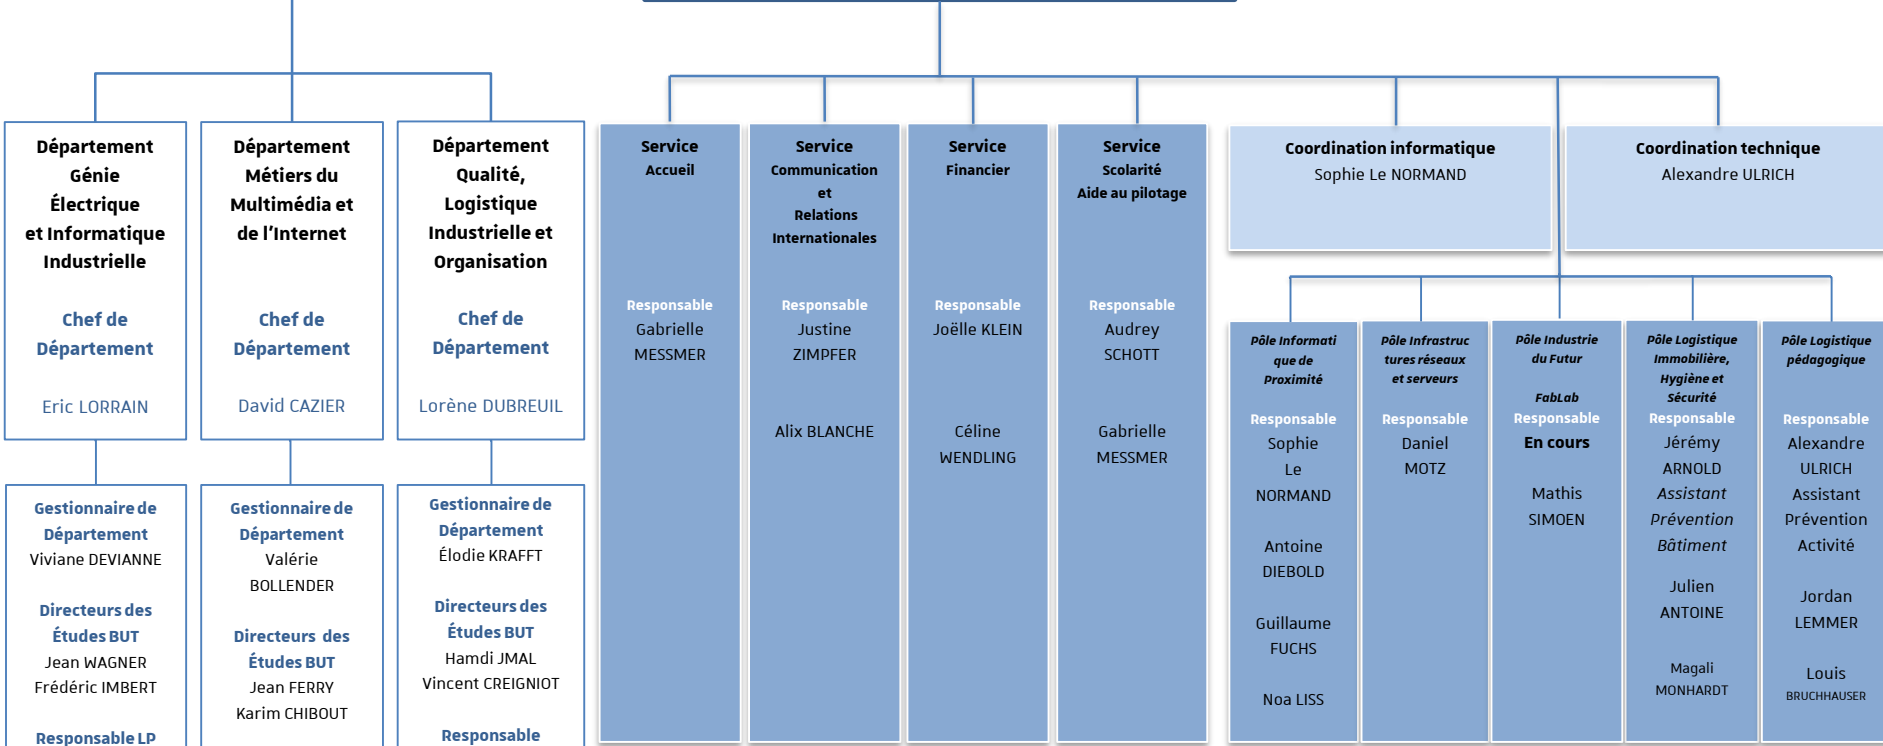 Département
Génie
Électrique
et Informatique
Industrielle
Chef de
Département
Eric LORRAIN
Gestionnaire de
Département
Viviane DEVIANNE
Directeurs des
Études BUT
Jean WAGNER
Frédéric IMBERT
Responsable LP
Département
Métiers du
Multimédia et
de l'Internet
Chef de
Département
David CAZIER
Gestionnaire de
Département
Valérie
BOLLENDER
Directeurs des
Études BUT
Jean FERRY
Karim CHIBOUT
Département
Qualité,
Logistique
Industrielle et
Organisation
Chef de
Département
Lorène DUBREUIL
Gestionnaire de
Département
Élodie KRAFFT
Directeurs des
Études BUT
Hamdi JMAL
Vincent CREIGNIOT
Responsable
Service
Accueil
Responsable
Gabrielle
MESSMER
Service
Communication
et
Relations
Internationales
Responsable
Justine
ZIMPFER
Alix BLANCHE
Service
Financier
Responsable
Joëlle KLEIN
Céline
WENDLING
Service
Scolarité
Aide au pilotage
Responsable
Audrey
SCHOTT
Gabrielle
MESSMER
Coordination informatique
Sophie Le NORMAND
Coordination technique
Alexandre ULRICH
Pôle Informati
que de
Proximité
Responsable
Sophie
Le
NORMAND
Antoine
DIEBOLD
Guillaume
FUCHS
Noa LISS
Pôle Infrastruc
tures réseaux
et serveurs
Responsable
Daniel
MOTZ
Pôle Industrie
du Futur
FabLab
Responsable
En cours
Mathis
SIMOEN
Pôle Logistique
Immobilière,
Hygiène et
Sécurité
Responsable
Jérémy
ARNOLD
Assistant
Prévention
Bâtiment
Julien
ANTOINE
Magali
MONHARDT
Pôle Logistique
pédagogique
Responsable
Alexandre
ULRICH
Assistant
Prévention
Activité
Jordan
LEMMER
Louis
BRUCHHAUSER